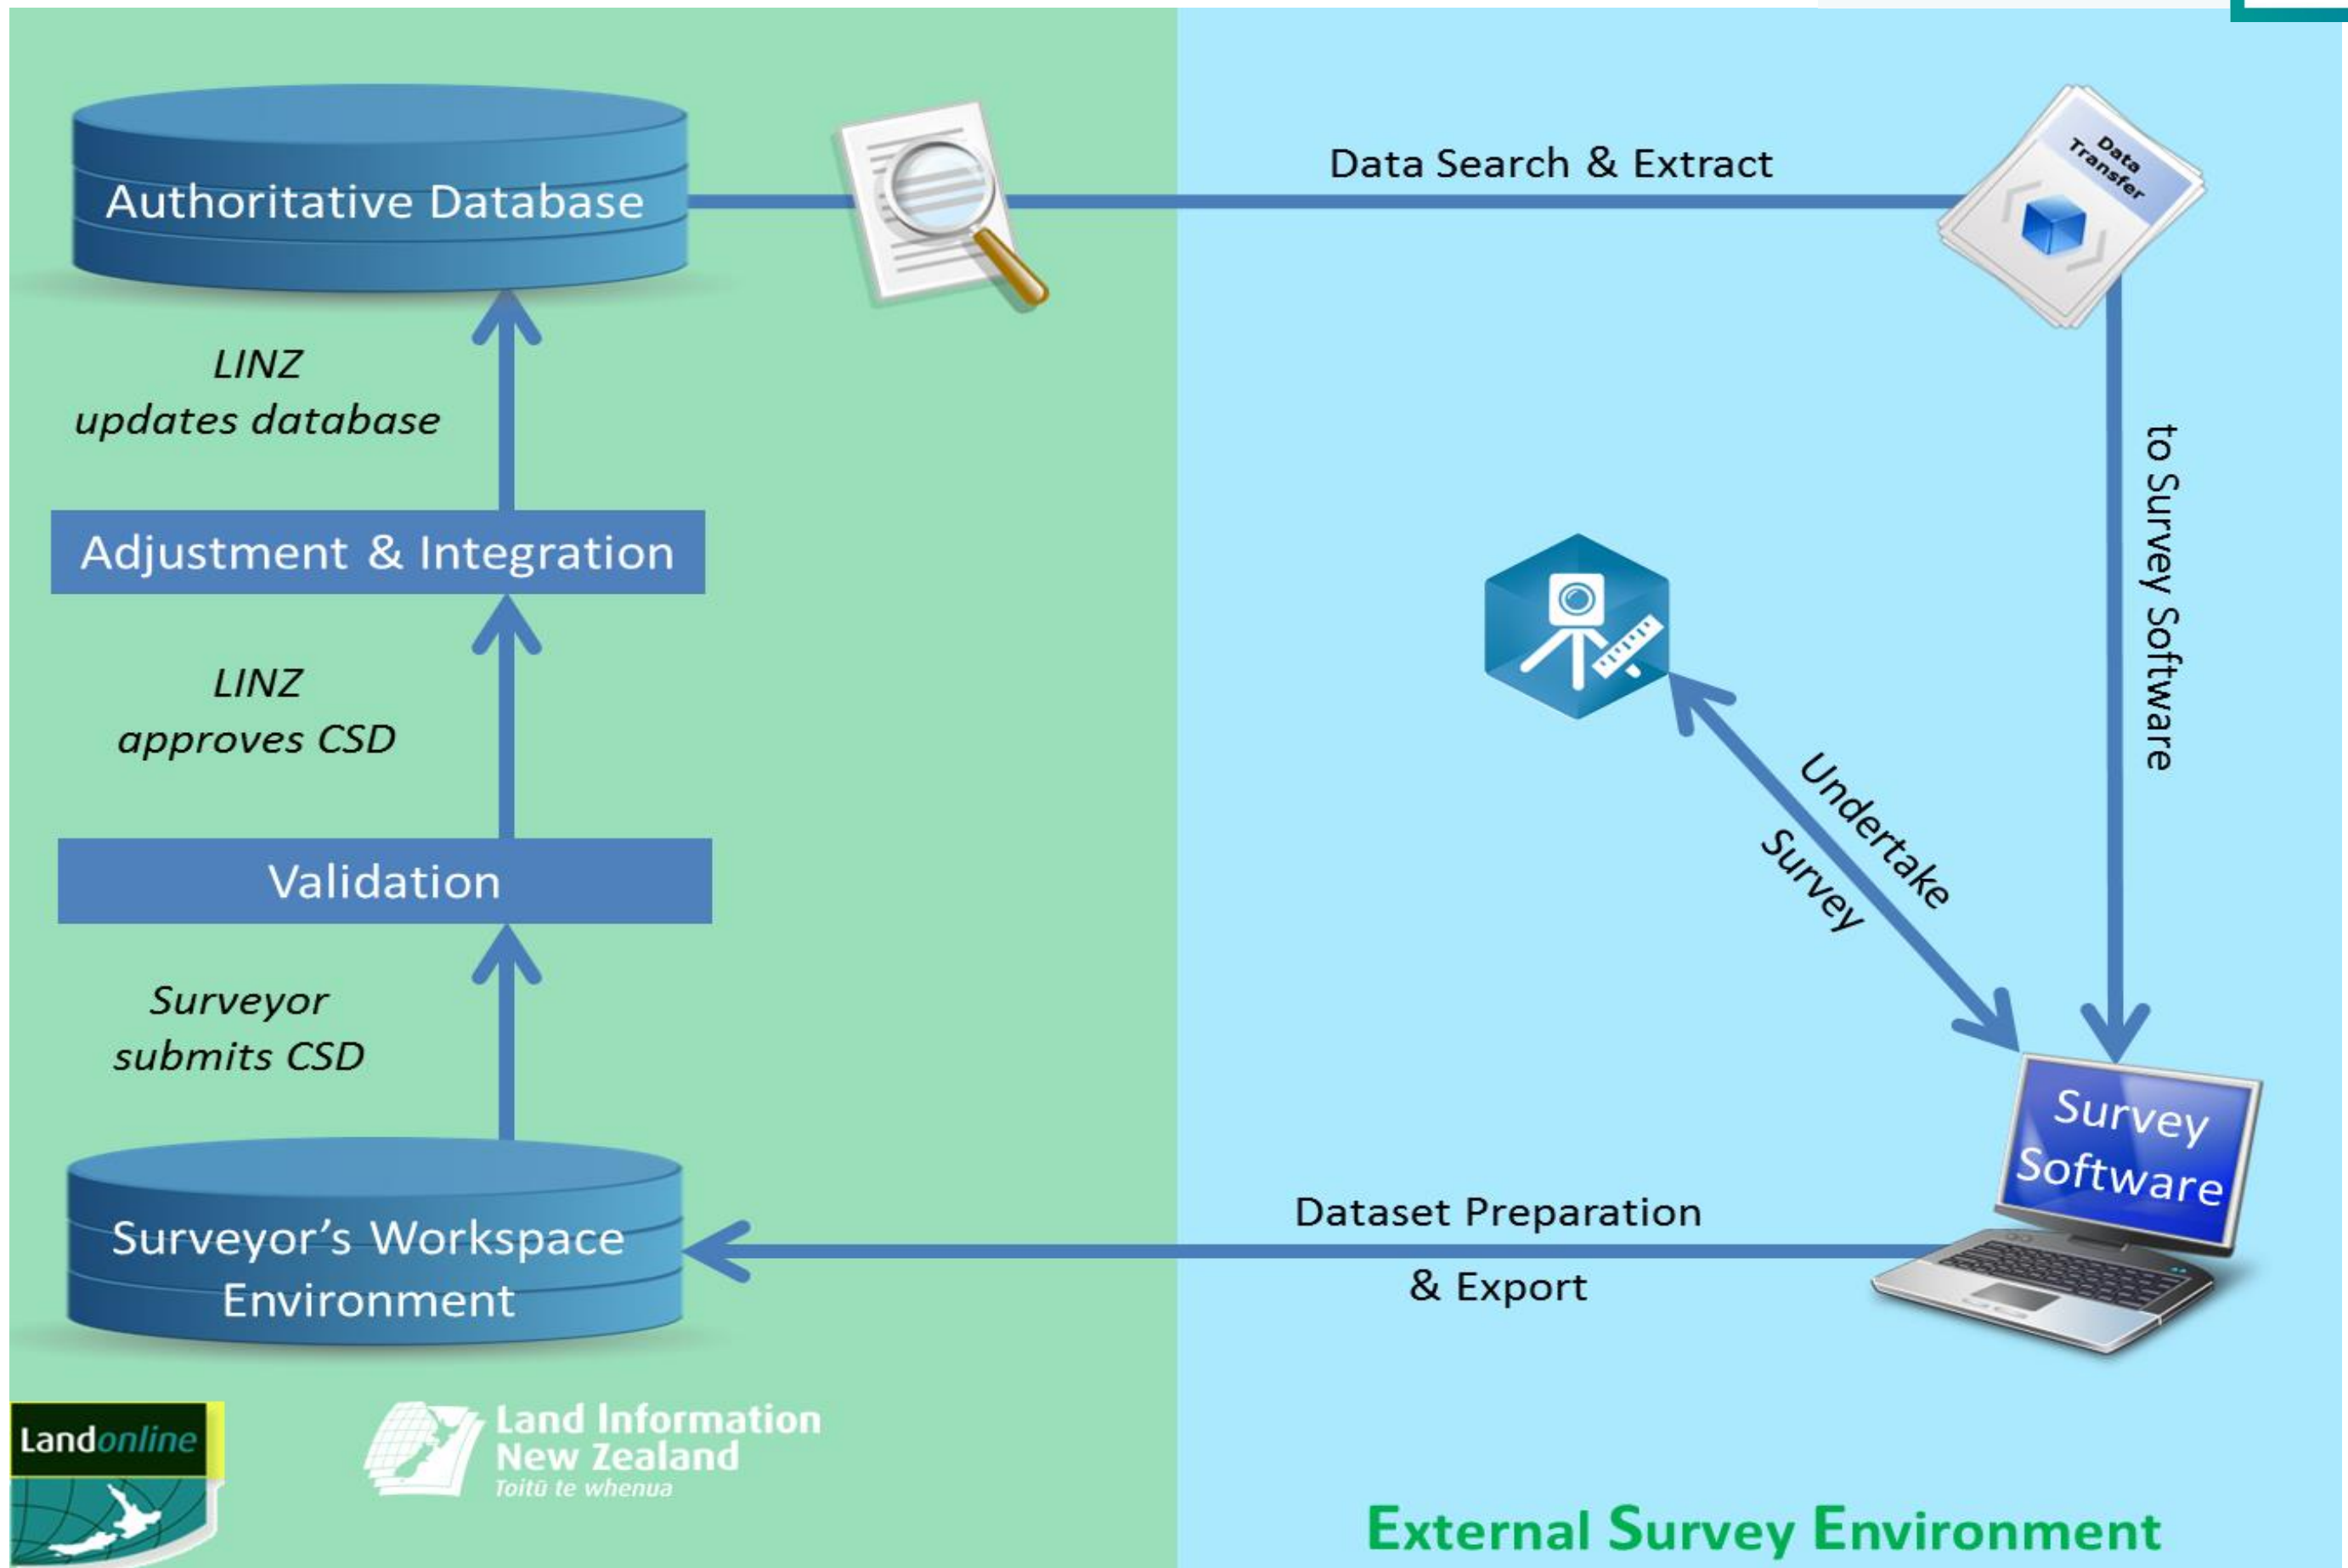 Authoritative Database
Data Search & Extract
Data
Transfer
LINZ
updates database
to Survey Software
Adjustment & Integration
LINZ
approves CSD
Undertake
Survey
Validation
Surveyor
submits CSD
Survey
Software
Surveyor’s Workspace
Environment
Dataset Preparation
& Export
Landonline
Land Information
New Zealand
Toitū te whenua
External Survey Environment